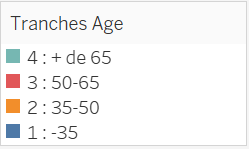 Tranches Age
4 : + de 65
3 : 50-65
2 : 35-50
1 : -35